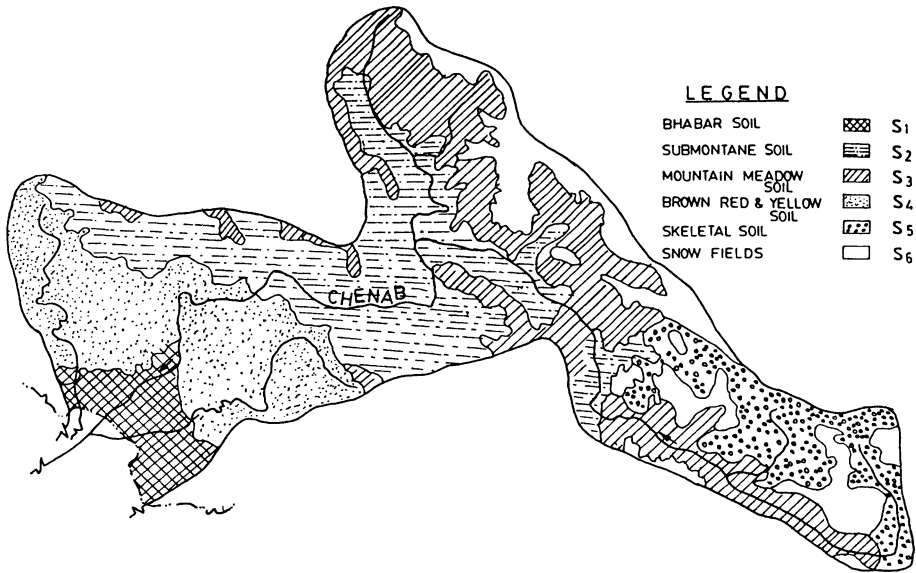 LEGEND
BHABAR SOIL S1
SUBMONTANE SOIL S2
MOUNTAIN MEADOW SOIL S3
BROWN RED & YELLOW SOIL S4
SKELETAL SOIL S5
SNOW FIELDS S6
CHENAB